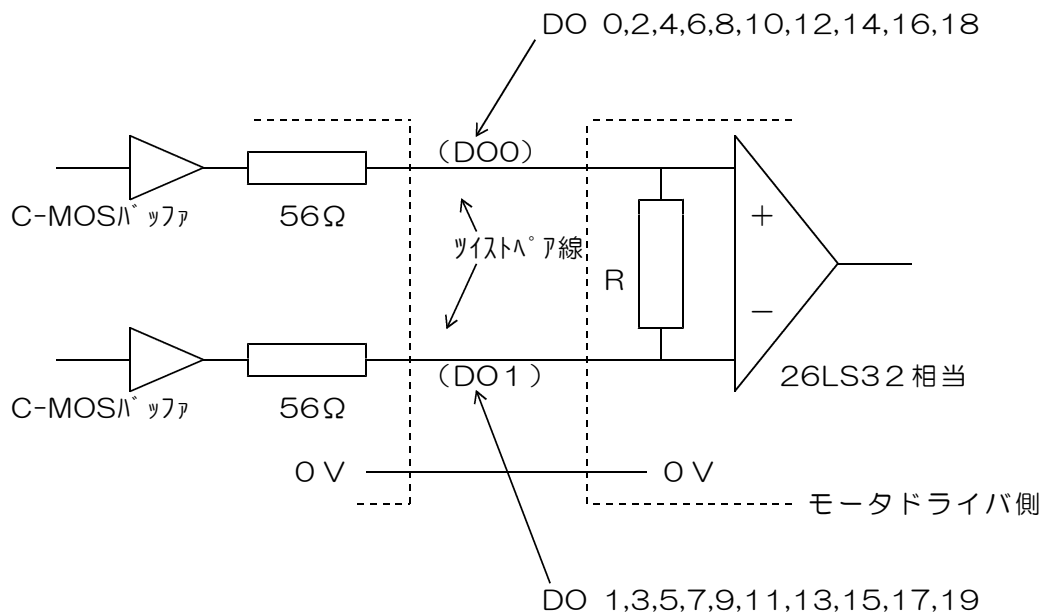 DO 0,2,4,6,8,10,12,14,16,18
(DO0)
C-MOSﾊﾞｯﾌｧ
56Ω
+
ﾂｲｽﾄﾍﾟｱ線
R
−
(DO1)
26LS32相当
C-MOSﾊﾞｯﾌｧ
56Ω
0V
0V
モータドライバ側
DO 1,3,5,7,9,11,13,15,17,19